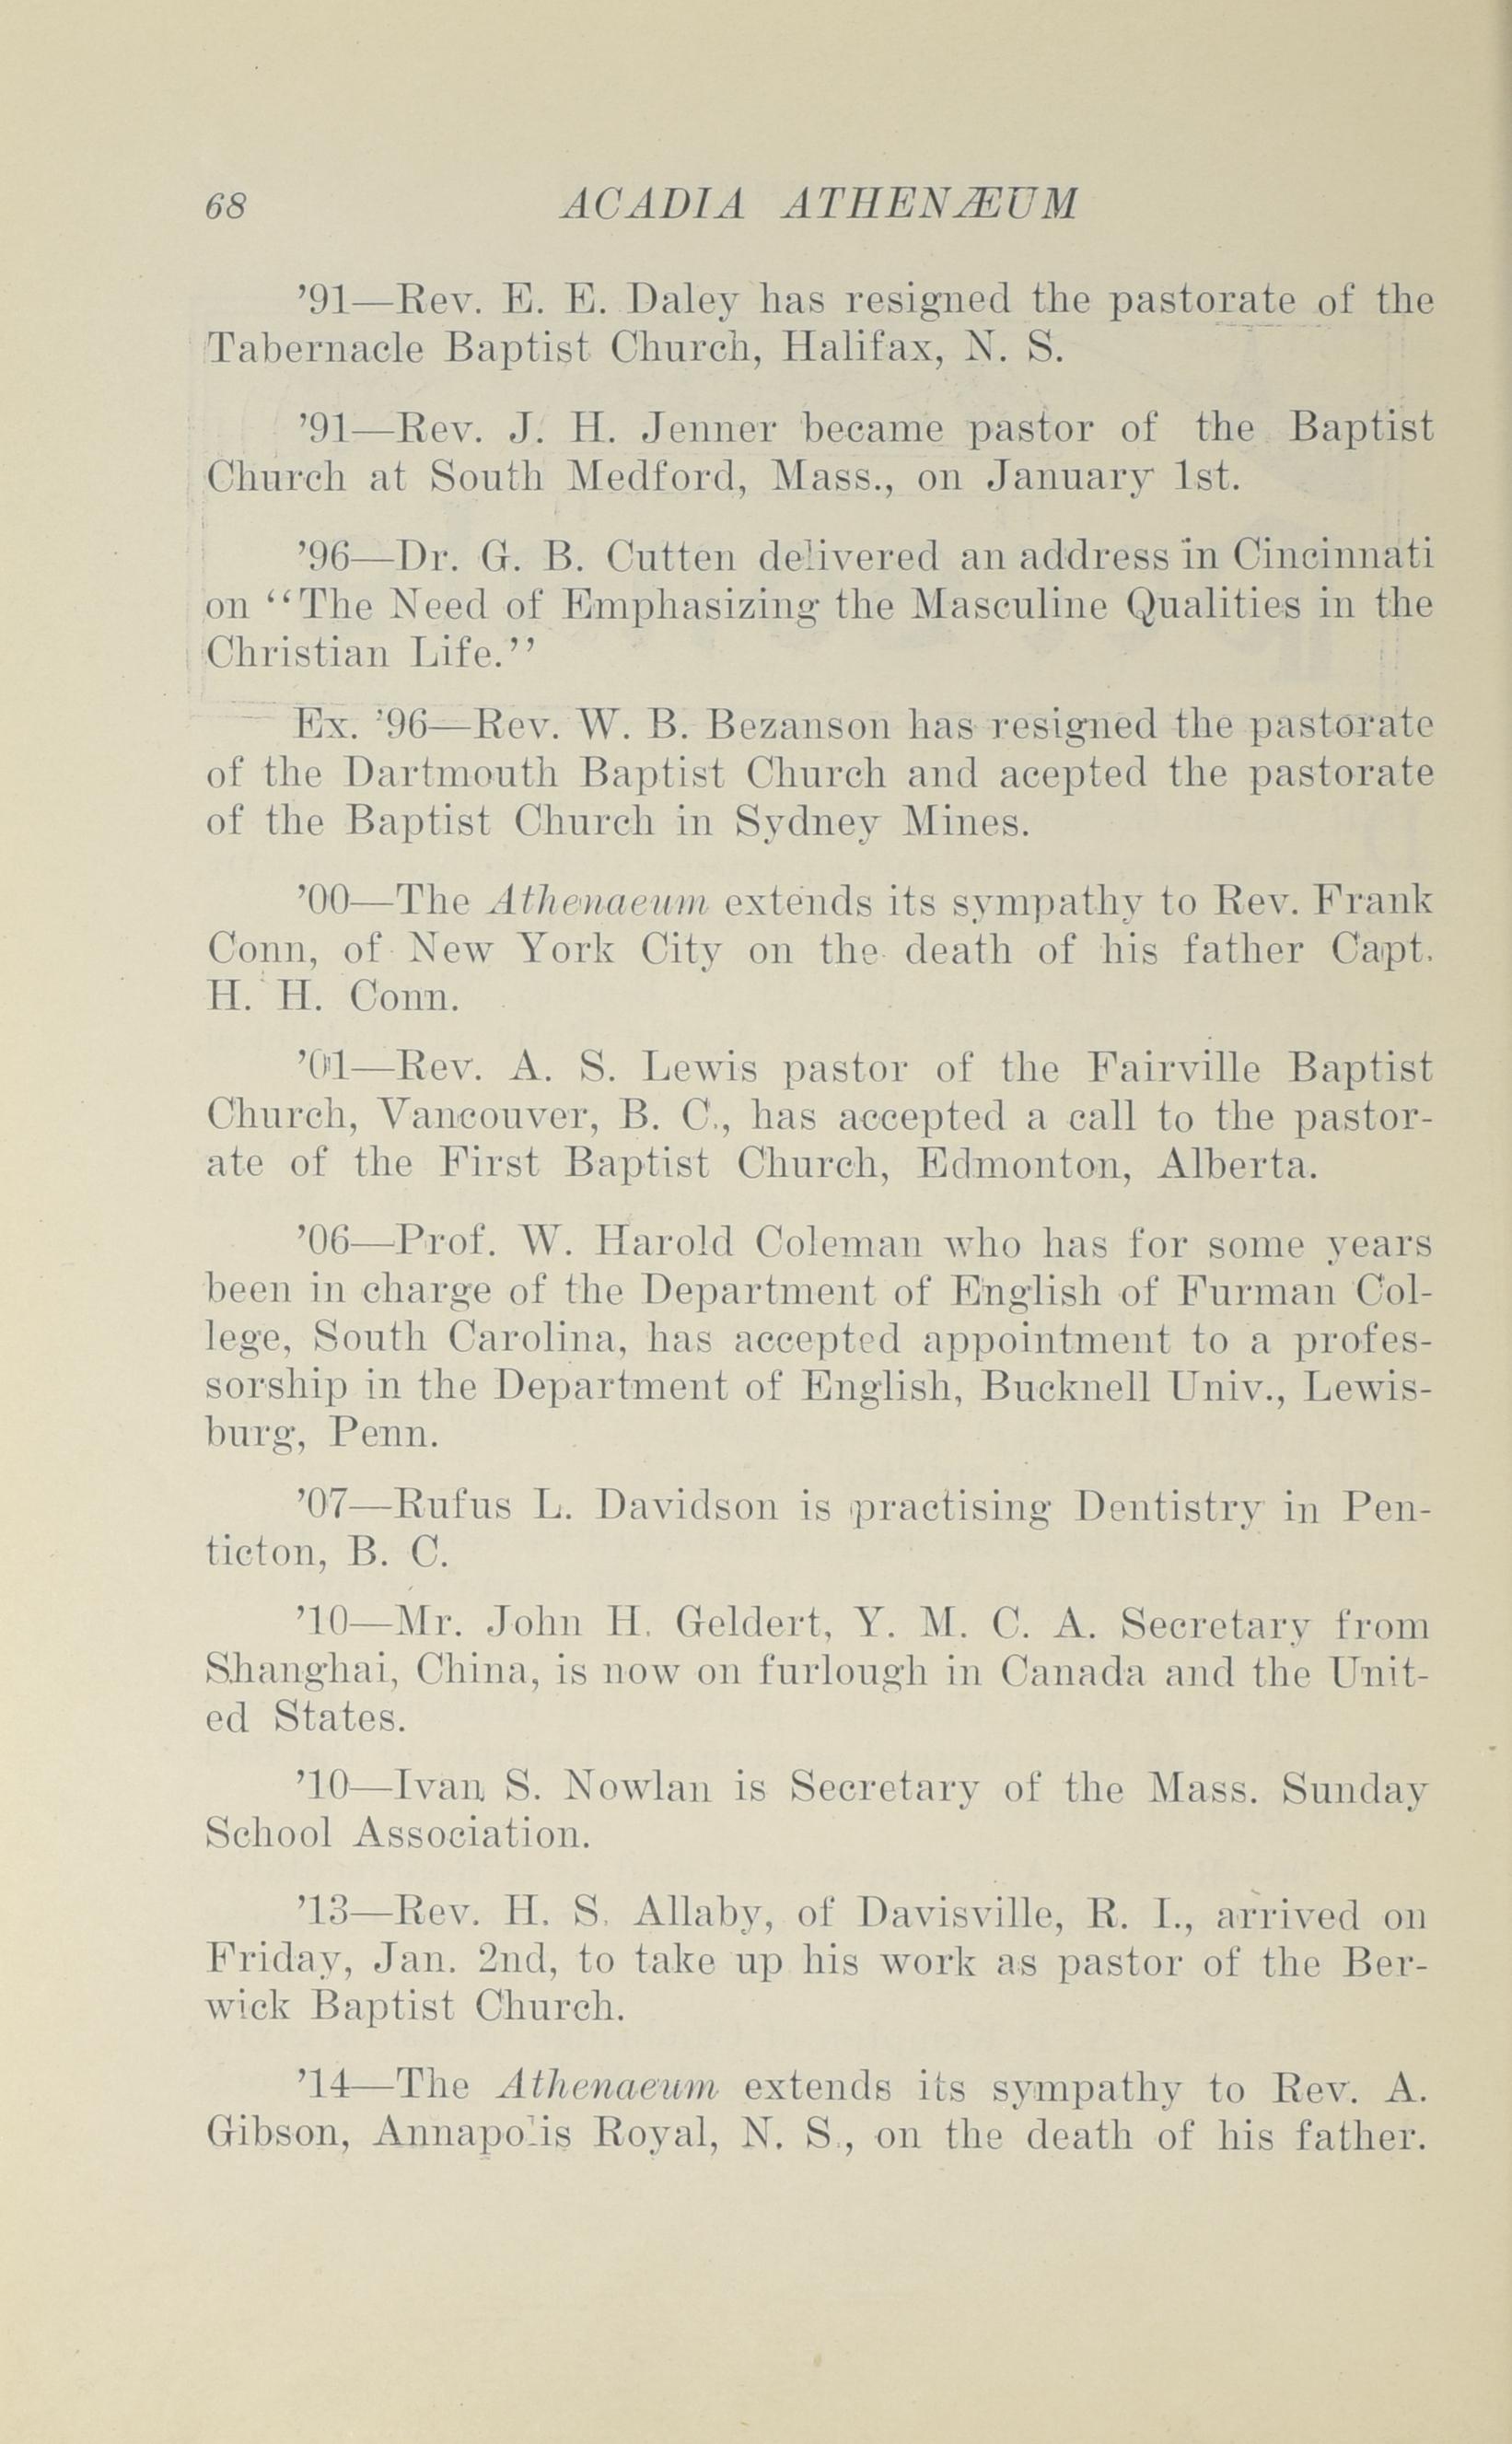 68 ACADIA ATHENÆUM
'91—Rev. E. E. Daley has resigned the pastorate of the
Tabernacle Baptist Church, Halifax, N. S.
'91—Rev. J. H. Jenner became pastor of the Baptist
Church at South Medford, Mass., on January 1st.
'96—Dr. G. B. Cutten delivered an address in Cincinnati
on "The Need of Emphasizing the Masculine Qualities in the
Christian Life."
Ex. '96—Rev. W. B. Bezanson has resigned the pastorate
of the Dartmouth Baptist Church and acepted the pastorate
of the Baptist Church in Sydney Mines.
'00—The Athenaeum extends its sympathy to Rev. Frank
Conn, of New York City on the death of his father Capt.
H. H. Conn.
'01—Rev. A. S. Lewis pastor of the Fairville Baptist
Church, Vancouver, B. C., has accepted a call to the pastor-
ate of the First Baptist Church, Edmonton, Alberta.
'06—Prof. W. Harold Coleman who has for some years
been in charge of the Department of English of Furman Col-
lege, South Carolina, has accepted appointment to a profes-
sorship in the Department of English, Bucknell Univ., Lewis-
burg, Penn.
'07—Rufus L. Davidson is practising Dentistry in Pen-
ticton, B. C.
'10—Mr. John H. Geldert, Y. M. C. A. Secretary from
Shanghai, China, is now on furlough in Canada and the Unit-
ed States.
'10—Ivan S. Nowlan is Secretary of the Mass. Sunday
School Association.
'13—Rev. H. S. Allaby, of Davisville, R. I., arrived on
Friday, Jan. 2nd, to take up his work as pastor of the Ber-
wick Baptist Church.
'14—The Athenaeum extends its sympathy to Rev. A.
Gibson, Annapolis Royal, N. S., on the death of his father.